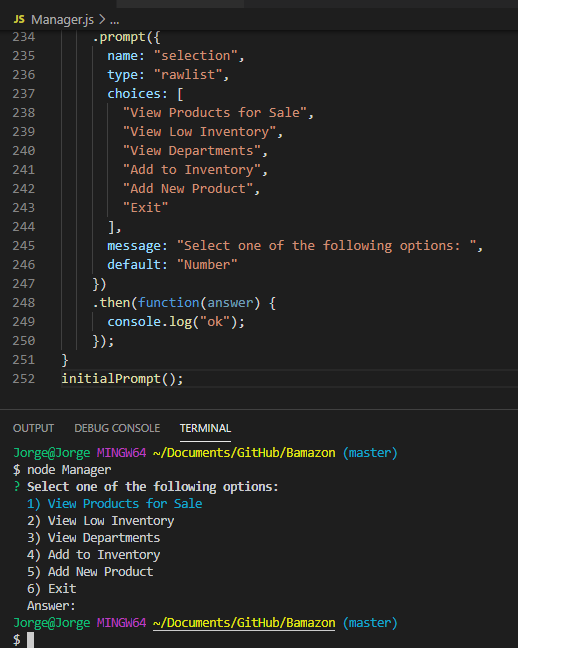 JS Manager.js > ...
234 .prompt({
235 name: "selection",
236 type: "rawlist",
237 choices: [
238 "View Products for Sale",
239 "View Low Inventory",
240 "View Departments",
241 "Add to Inventory",
242 "Add New Product",
243 "Exit"
244 ],
245 message: "Select one of the following options: ",
246 default: "Number"
247 })
248 .then(function(answer) {
249 console.log("ok");
250 });
251 }
252 initialPrompt();
OUTPUT DEBUG CONSOLE TERMINAL
Jorge@Jorge MINGW64 ~/Documents/GitHub/Bamazon (master)
$ node Manager
? Select one of the following options:
1) View Products for Sale
2) View Low Inventory
3) View Departments
4) Add to Inventory
5) Add New Product
6) Exit
Answer:
Jorge@Jorge MINGW64 ~/Documents/GitHub/Bamazon (master)
$